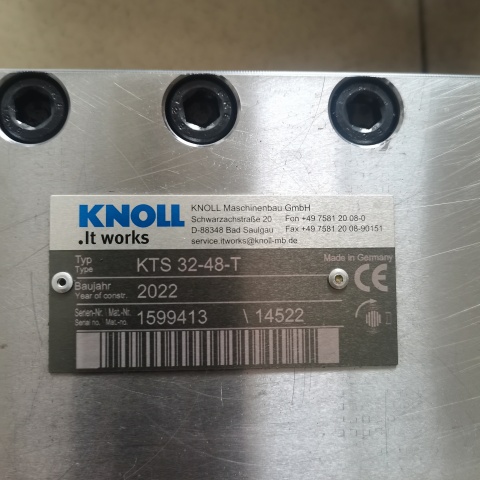 KNOLL
.It works
KNOLL Maschinenbau GmbH
Schwarzachstraße 20 Fon +49 7581 20 08-0
D-88348 Bad Saulgau Fax +49 7581 20 08-90151
service.itworks@knoll-mb.de
Typ
Type KTS 32-48-T
Made in Germany
CE
Baujahr
Year of constr. 2022
Serien-Nr. Mat.-Nr.
Serial no. Mat.-no. 1599413 \ 14522